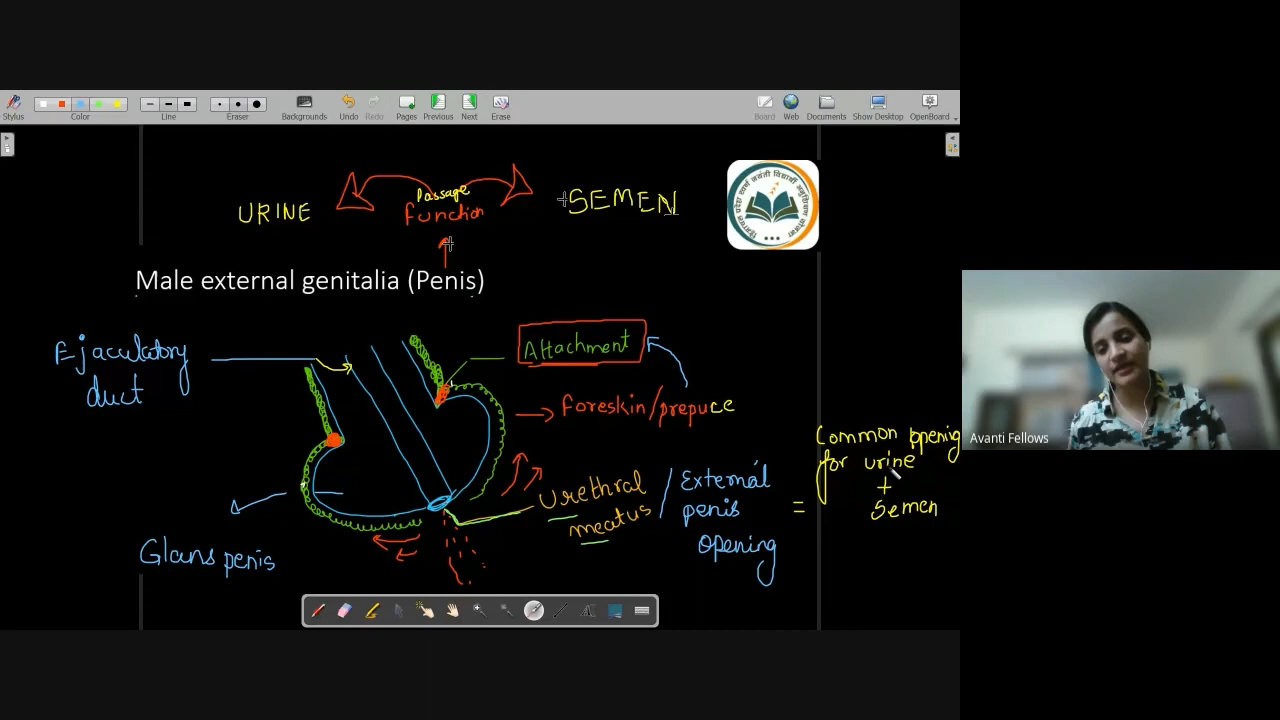 Stylus
Color
Line
Eraser
Backgrounds
Undo
Redo
Pages
Previous
Next
Erase
Board
Web
Documents
Show Desktop
OpenBoard
URINE
Passage
function
+SEMEN
Male external genitalia (Penis)
Ejaculatory
duct
Attachment
Foreskin/prepuce
Urethral
meatus
/ External
penis
opening
=
Common opening
for urine
+
Semen
Glans penis
Avanti Fellows